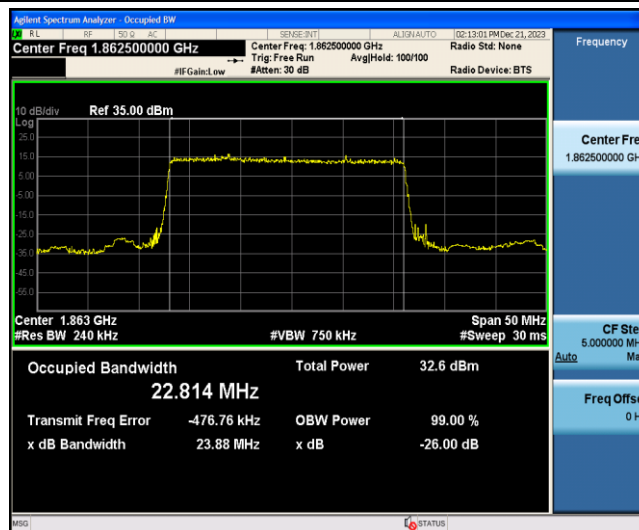 Agilent Spectrum Analyzer - Occupied BW
RL RF 50 Ω AC SENSE:INT ALIGNAUTO 02:13:01 PM Dec 21, 2023
Center Freq 1.862500000 GHz Center Freq: 1.862500000 GHz Radio Std: None
Trig: Free Run Avg|Hold: 100/100
#IFGain:Low #Atten: 30 dB Radio Device: BTS
10 dB/div Ref 35.00 dBm
Log
25.0
15.0
5.00
-5.00
-15.0
-25.0
-35.0
-45.0
-55.0
Center 1.863 GHz Span 50 MHz
#Res BW 240 kHz #VBW 750 kHz #Sweep 30 ms
Occupied Bandwidth Total Power 32.6 dBm
22.814 MHz
Transmit Freq Error -476.76 kHz OBW Power 99.00 %
x dB Bandwidth 23.88 MHz x dB -26.00 dB
MSG STATUS
Frequency
Center Fre
1.862500000 GH
CF Ste
5.000000 MH
Auto Ma
Freq Offse
0 H